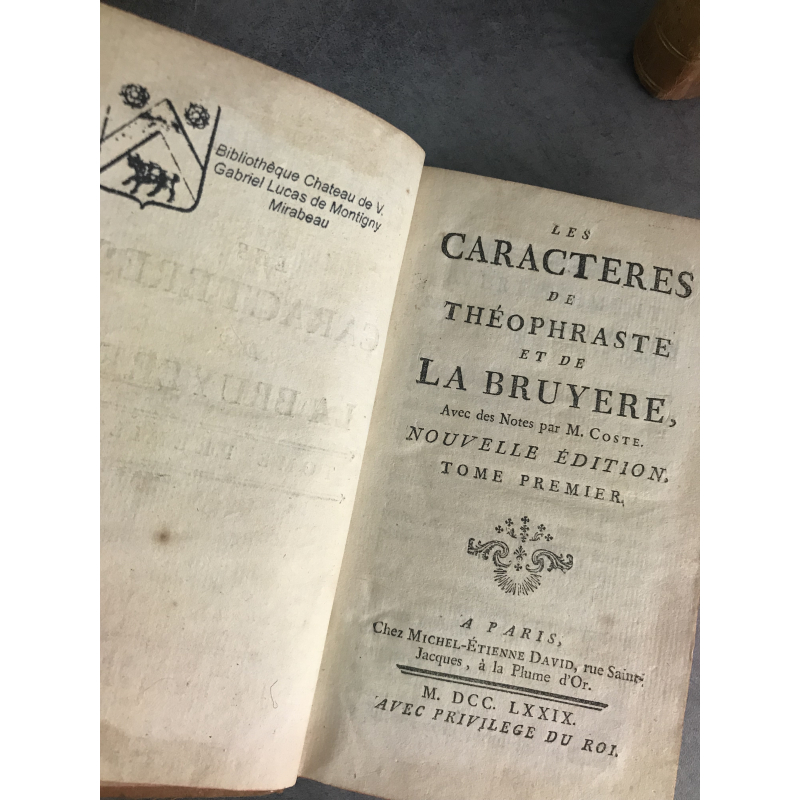 Bibliothêque Chateau de V.
Gabriel Lucas de Montigny
Mirabeau
LES
CARACTERES
DE
THÉOPHRASTE
ET DE
LA BRUYERE,
Avec des Notes par M. COSTE.
NOUVELLE ÉDITION.
TOME PREMIER.
A PARIS,
Chez MICHEL-ÉTIENNE DAVID, rue Saint-
Jacques, à la Plume d'Or.
M. DCC. LXXIX.
AVEC PRIVILEGE DU ROI.